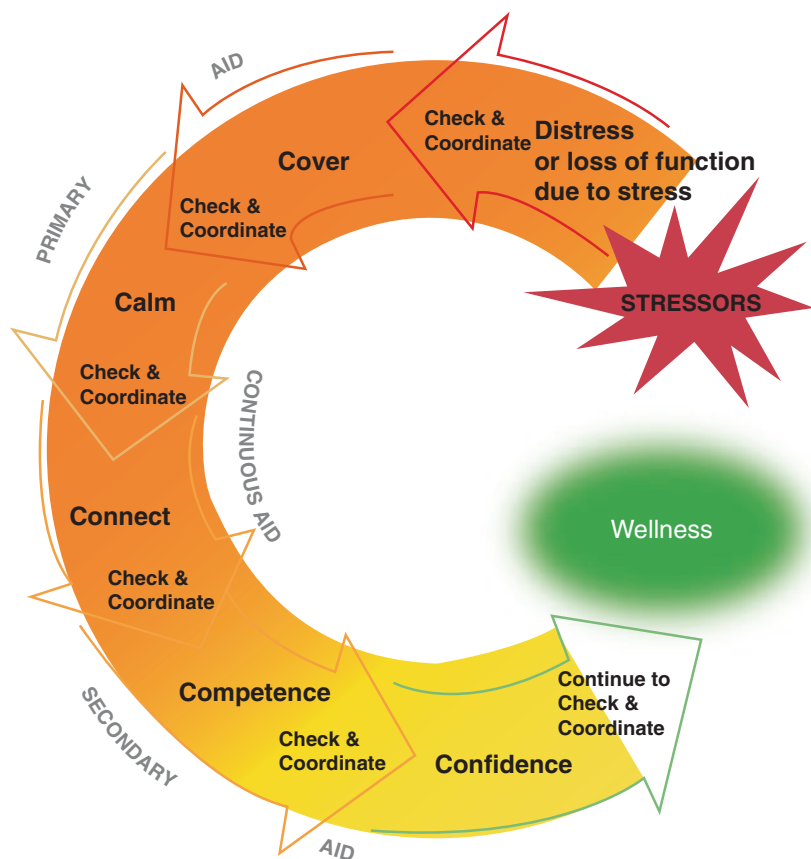 STRESSORS
Distress
or loss of function
due to stress
Check &
Coordinate
AID
Cover
Check &
Coordinate
PRIMARY
Calm
Check &
Coordinate
CONTINUOUS AID
Connect
Check &
Coordinate
SECONDARY
Competence
Check &
Coordinate
AID
Confidence
Continue to
Check &
Coordinate
Wellness